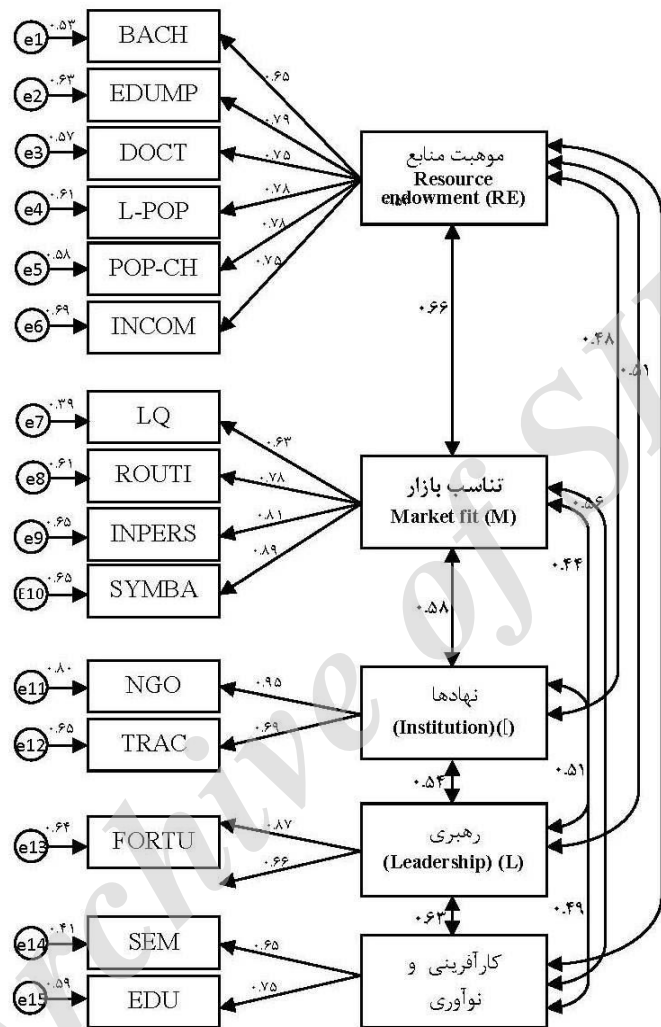 e1 ۰.۵۳ BACH
e2 ۰.۶۳ EDUMP
e3 ۰.۵۷ DOCT
e4 ۰.۶۱ L-POP
e5 ۰.۵۸ POP-CH
e6 ۰.۶۹ INCOM
۰.۶۵
۰.۷۹
۰.۷۵
۰.۷۸
۰.۷۸
۰.۷۵
موهبت منابع
Resource
endowment (RE)
۰.۶۶
۰.۴۸
۰.۵۱
۰.۵۶
e7 ۰.۳۹ LQ
e8 ۰.۶۱ ROUTI
e9 ۰.۶۵ INPERS
E10 ۰.۶۵ SYMBA
۰.۶۳
۰.۷۸
۰.۸۱
۰.۸۹
تناسب بازار
Market fit (M)
۰.۴۴
۰.۵۸
e11 ۰.۸۰ NGO
e12 ۰.۶۵ TRAC
۰.۹۵
۰.۶۹
نهادها
(Institution)
۰.۵۱
۰.۵۴
e13 ۰.۶۴ FORTU
۰.۸۷
۰.۶۶
رهبری
(Leadership) (L)
۰.۴۹
۰.۶۳
e14 ۰.۴۱ SEM
e15 ۰.۵۹ EDU
۰.۶۵
۰.۷۵
کارآفرینی و
نوآوری
Archive of SI